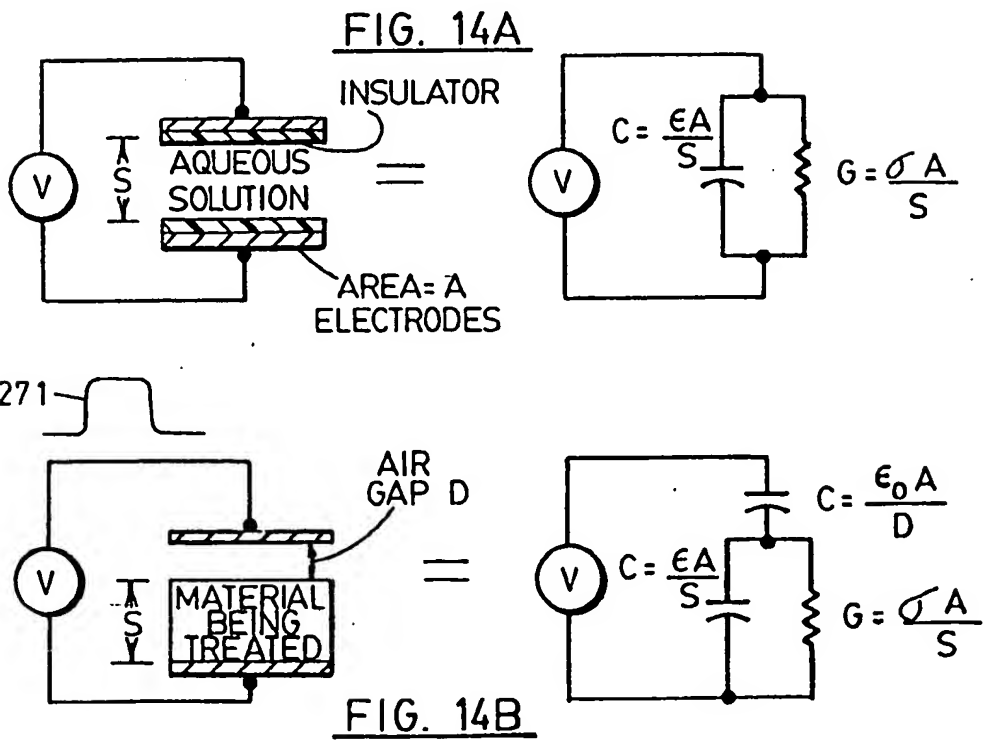 FIG. 14A
INSULATOR
V
S
AQUEOUS
SOLUTION
=
AREA = A
ELECTRODES
V
C = εA/S
G = σA/S
271
AIR
GAP D
V
S
MATERIAL
BEING
TREATED
=
V
C = ε₀A/D
C = εA/S
G = σA/S
FIG. 14B